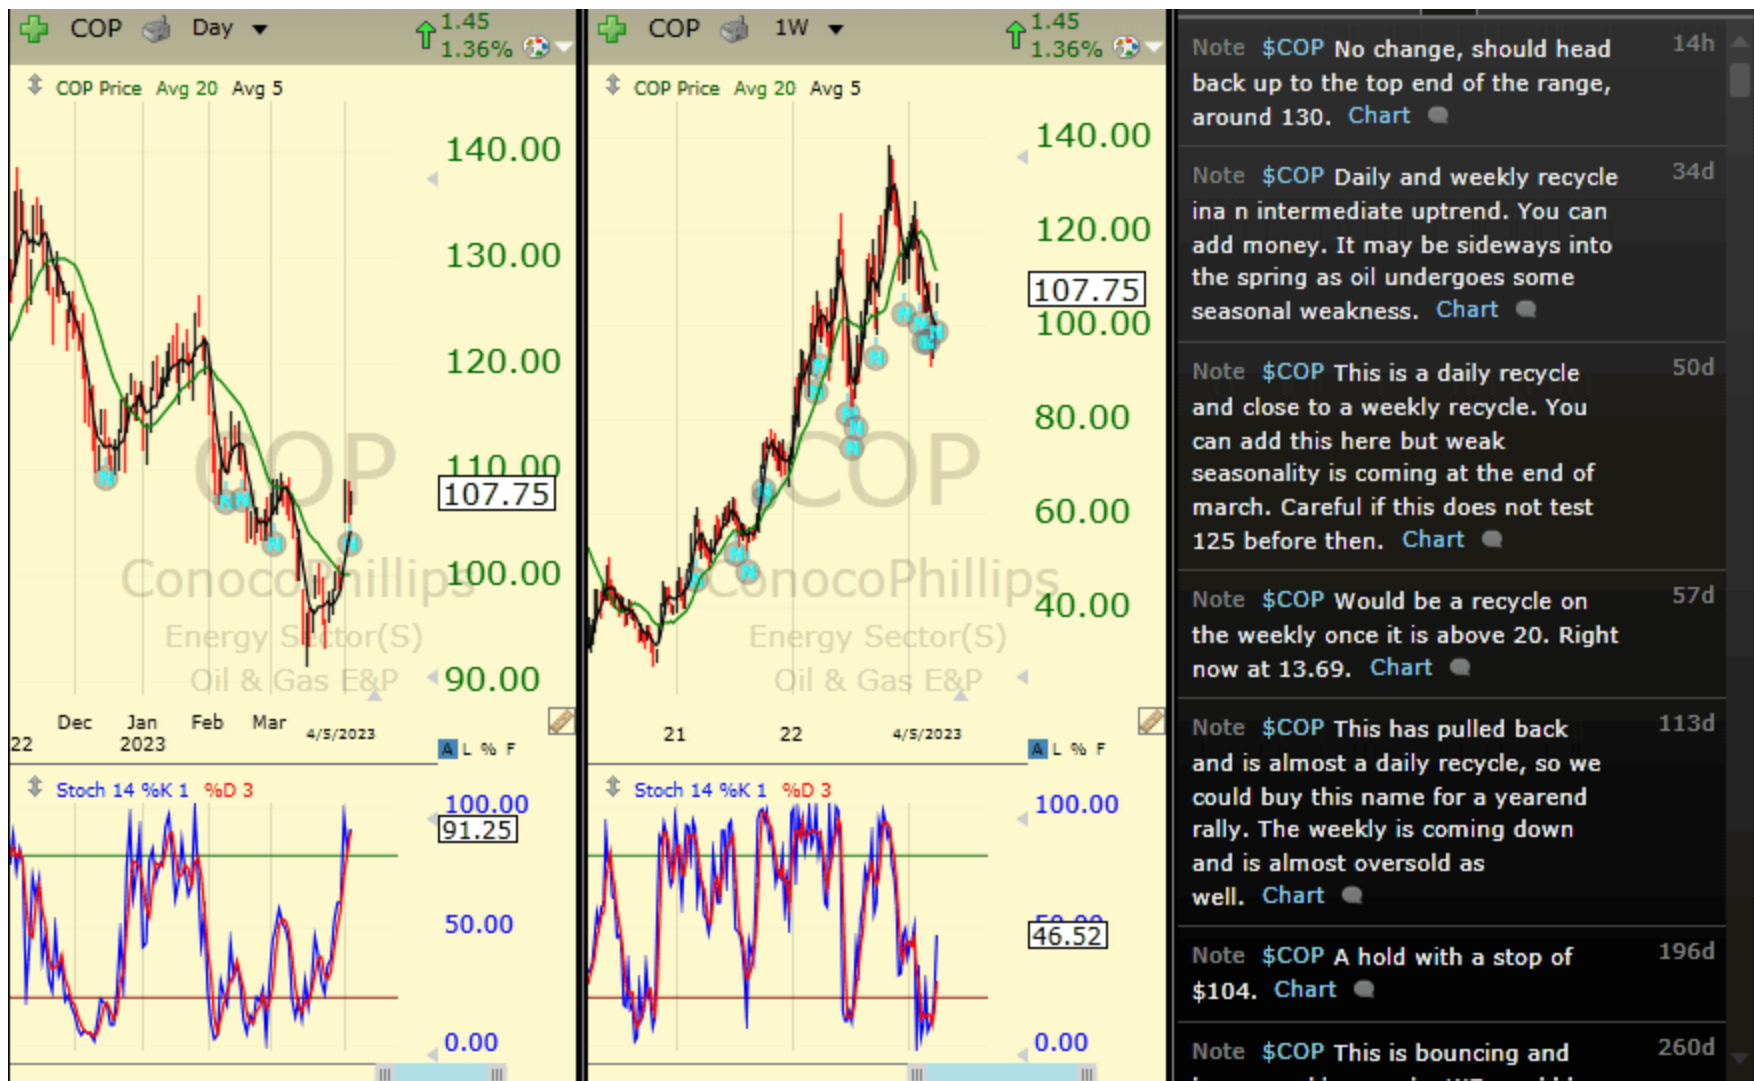 COP Day 1.45
1.36%
COP Price Avg 20 Avg 5
140.00
130.00
120.00
110.00
107.75
100.00
90.00
COP
ConocoPhillips
Energy Sector(S)
Oil & Gas E&P
N
N
N
N
N
22 Dec Jan Feb Mar 4/5/2023
2023
A L % F
Stoch 14 %K 1 %D 3
100.00
91.25
50.00
0.00
COP 1W 1.45
1.36%
COP Price Avg 20 Avg 5
140.00
120.00
107.75
100.00
80.00
60.00
40.00
COP
ConocoPhillips
Energy Sector(S)
Oil & Gas E&P
21 22 4/5/2023
A L % F
Stoch 14 %K 1 %D 3
100.00
50.00
46.52
0.00
Note $COP No change, should head 14h
back up to the top end of the range,
around 130. Chart
Note $COP Daily and weekly recycle 34d
ina n intermediate uptrend. You can
add money. It may be sideways into
the spring as oil undergoes some
seasonal weakness. Chart
Note $COP This is a daily recycle 50d
and close to a weekly recycle. You
can add this here but weak
seasonality is coming at the end of
march. Careful if this does not test
125 before then. Chart
Note $COP Would be a recycle on 57d
the weekly once it is above 20. Right
now at 13.69. Chart
Note $COP This has pulled back 113d
and is almost a daily recycle, so we
could buy this name for a yearend
rally. The weekly is coming down
and is almost oversold as
well. Chart
Note $COP A hold with a stop of 196d
$104. Chart
Note $COP This is bouncing and 260d